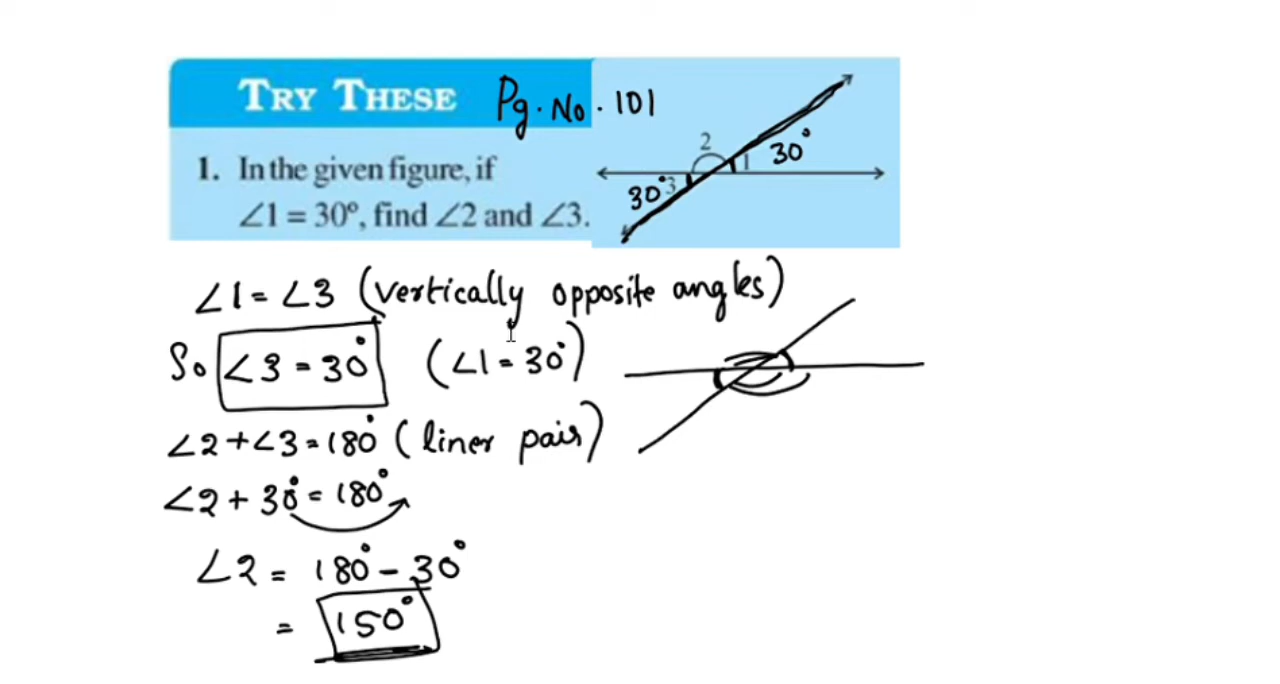 TRY THESE Pg. No. 101
1. In the given figure, if
∠1 = 30º, find ∠2 and ∠3.
2
1 30°
30° 3
∠1 = ∠3 (vertically opposite angles)
So ∠3 = 30° (∠1 = 30°)
∠2 + ∠3 = 180° (liner pair)
∠2 + 30° = 180°
∠2 = 180° - 30°
= 150°